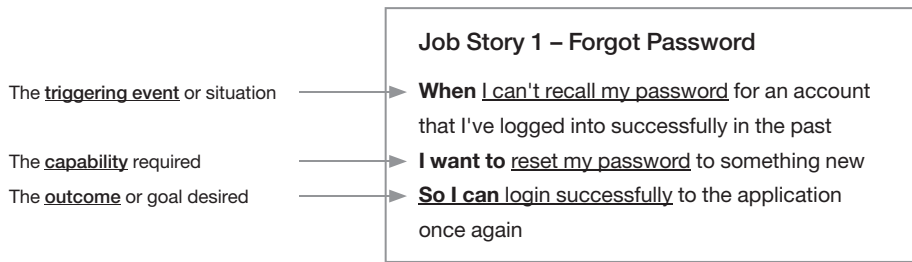 Job Story 1 – Forgot Password
The triggering event or situation
When I can't recall my password for an account
that I've logged into successfully in the past
The capability required
I want to reset my password to something new
The outcome or goal desired
So I can login successfully to the application
once again